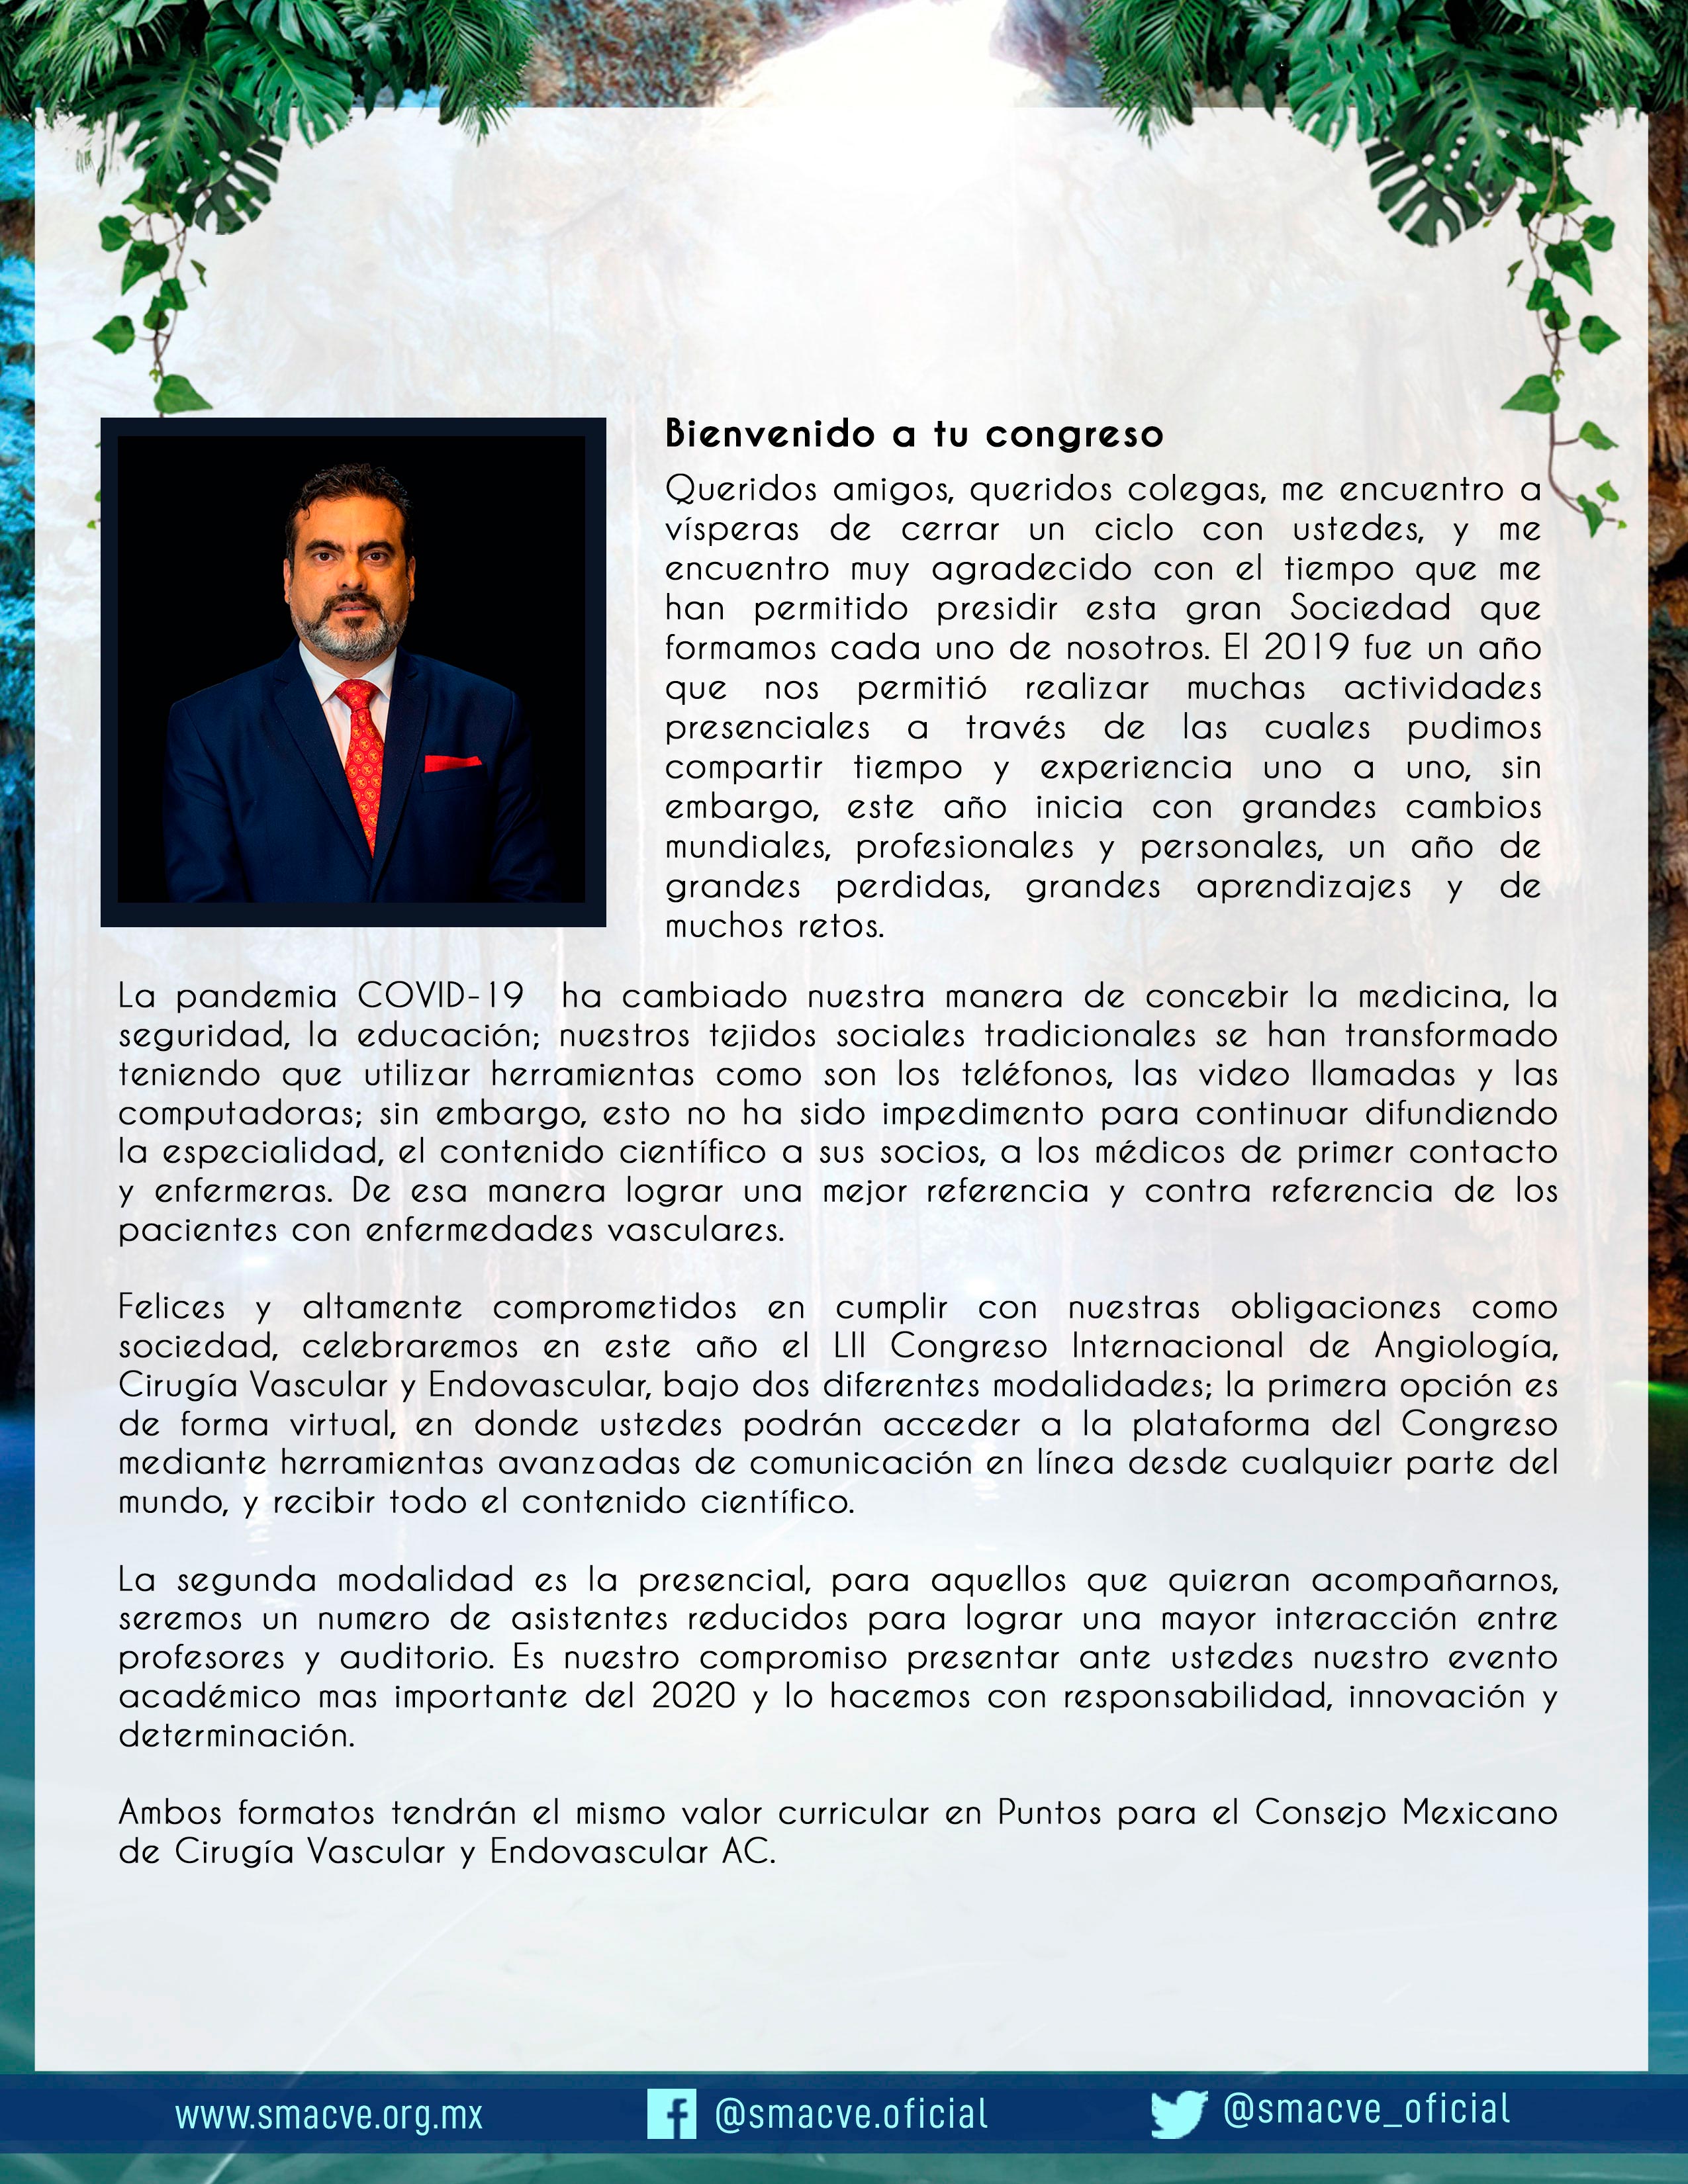 Bienvenido a tu congreso
Queridos amigos, queridos colegas, me encuentro a
vísperas de cerrar un ciclo con ustedes, y me
encuentro muy agradecido con el tiempo que me
han permitido presidir esta gran Sociedad que
formamos cada uno de nosotros. El 2019 fue un año
que nos permitió realizar muchas actividades
presenciales a través de las cuales pudimos
compartir tiempo y experiencia uno a uno, sin
embargo, este año inicia con grandes cambios
mundiales, profesionales y personales, un año de
grandes perdidas, grandes aprendizajes y de
muchos retos.
La pandemia COVID-19 ha cambiado nuestra manera de concebir la medicina, la
seguridad, la educación; nuestros tejidos sociales tradicionales se han transformado
teniendo que utilizar herramientas como son los teléfonos, las video llamadas y las
computadoras; sin embargo, esto no ha sido impedimento para continuar difundiendo
la especialidad, el contenido científico a sus socios, a los médicos de primer contacto
y enfermeras. De esa manera lograr una mejor referencia y contra referencia de los
pacientes con enfermedades vasculares.
Felices y altamente comprometidos en cumplir con nuestras obligaciones como
sociedad, celebraremos en este año el LII Congreso Internacional de Angiología,
Cirugía Vascular y Endovascular, bajo dos diferentes modalidades; la primera opción es
de forma virtual, en donde ustedes podrán acceder a la plataforma del Congreso
mediante herramientas avanzadas de comunicación en línea desde cualquier parte del
mundo, y recibir todo el contenido científico.
La segunda modalidad es la presencial, para aquellos que quieran acompañarnos,
seremos un numero de asistentes reducidos para lograr una mayor interacción entre
profesores y auditorio. Es nuestro compromiso presentar ante ustedes nuestro evento
académico mas importante del 2020 y lo hacemos con responsabilidad, innovación y
determinación.
Ambos formatos tendrán el mismo valor curricular en Puntos para el Consejo Mexicano
de Cirugía Vascular y Endovascular AC.
www.smacve.org.mx
@smacve.oficial
@smacve_oficial